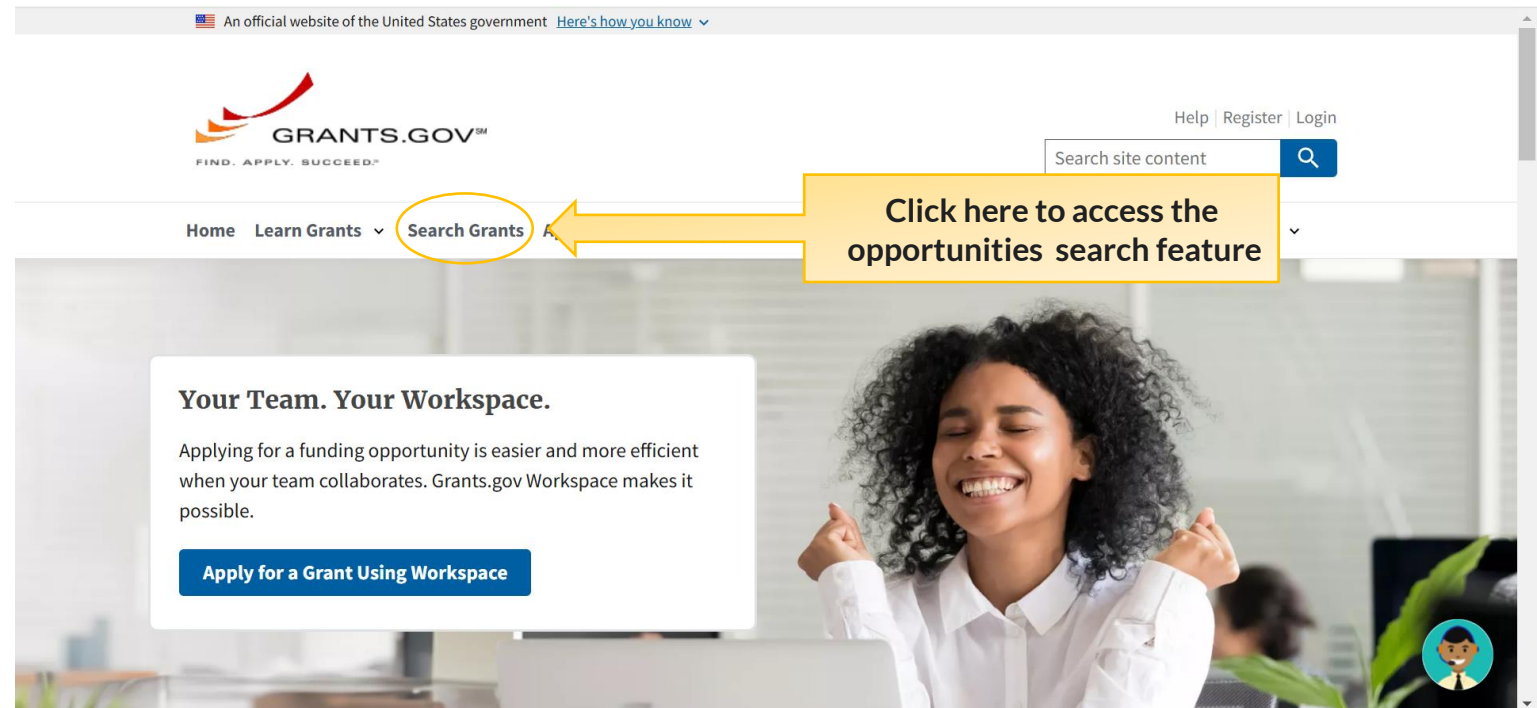 An official website of the United States government Here's how you know
GRANTS.GOV℠
FIND. APPLY. SUCCEED.℠
Help | Register | Login
Search site content
Home Learn Grants Search Grants
Click here to access the
opportunities search feature
Your Team. Your Workspace.
Applying for a funding opportunity is easier and more efficient
when your team collaborates. Grants.gov Workspace makes it
possible.
Apply for a Grant Using Workspace